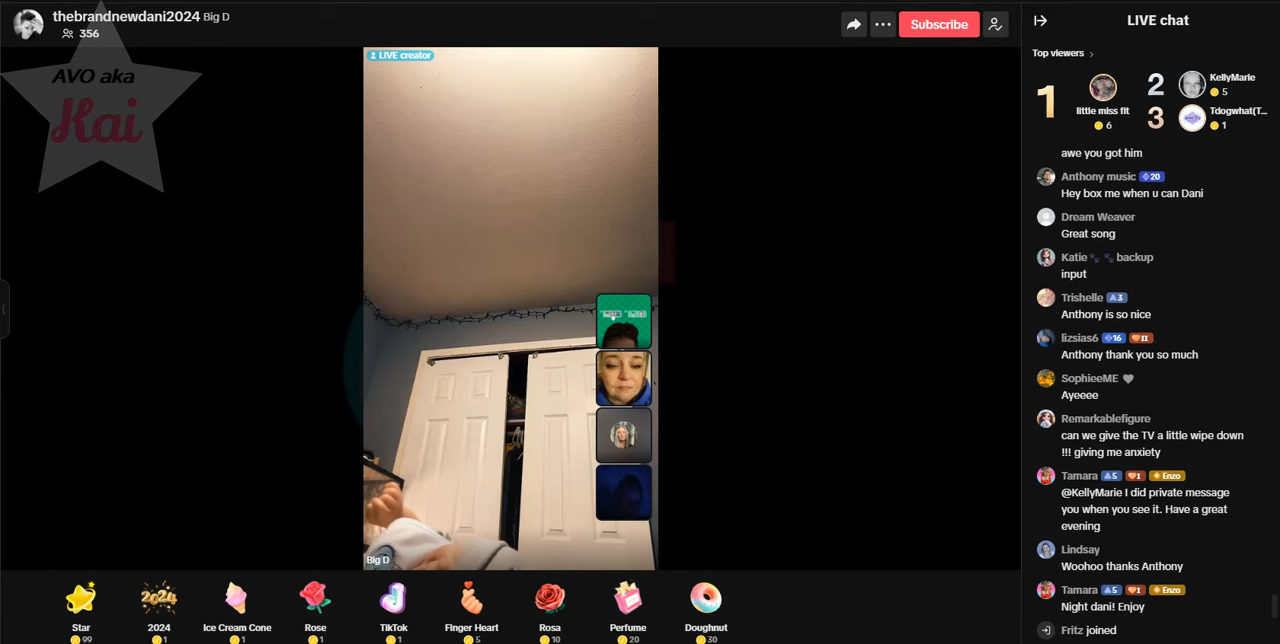 thebrandnewdani2024 Big D
356
Subscribe
AVO aka
Kai
LIVE creator
Big D
Star
99
2024
2024
1
Ice Cream Cone
1
Rose
1
TikTok
1
Finger Heart
5
Rosa
10
Perfume
20
Doughnut
30
LIVE chat
Top viewers
1
little miss fit
6
2
KellyMarie
5
3
Tdogwhat(T...
1
awe you got him
Anthony music 20
Hey box me when u can Dani
Dream Weaver
Great song
Katie🐾 🐾backup
input
Trishelle 3
Anthony is so nice
lizsias6 16 II
Anthony thank you so much
SophieeME 🤍
Ayeeee
Remarkablefigure
can we give the TV a little wipe down
!!! giving me anxiety
Tamara 5 I Enzo
@KellyMarie I did private message
you when you see it. Have a great
evening
Lindsay
Woohoo thanks Anthony
Tamara 5 I Enzo
Night dani! Enjoy
Fritz joined